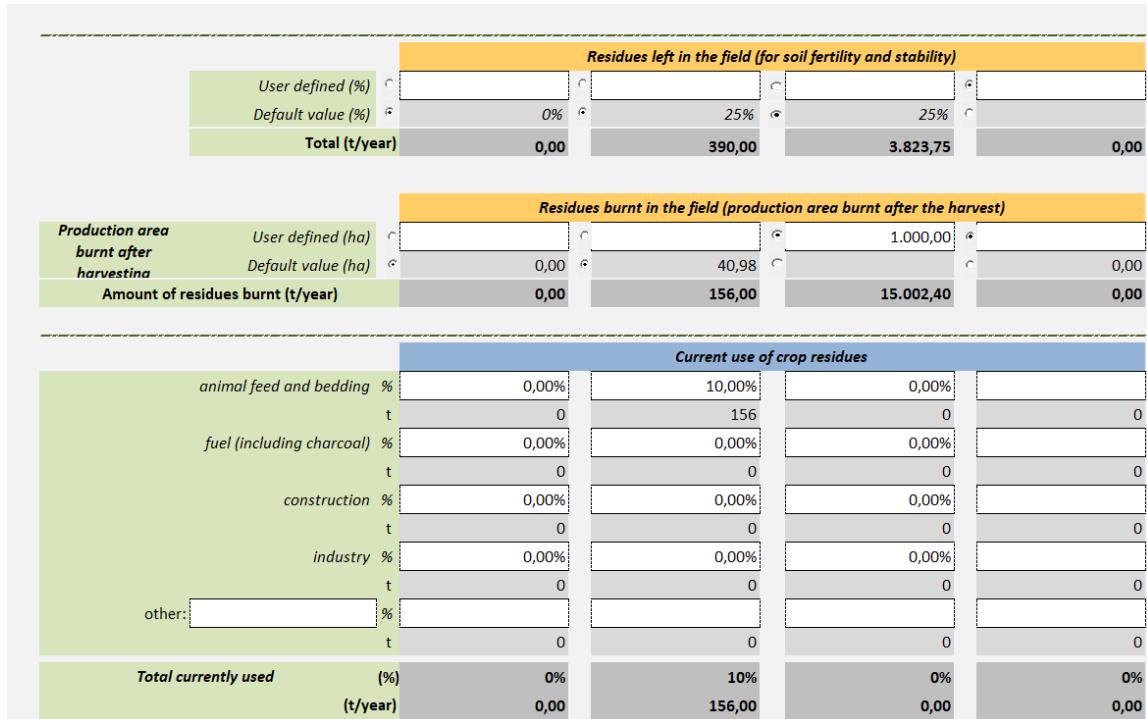 Residues left in the field (for soil fertility and stability)
User defined (%)
Default value (%) 0% 25% 25%
Total (t/year) 0,00 390,00 3.823,75 0,00
Residues burnt in the field (production area burnt after the harvest)
Production area burnt after harvesting
User defined (ha) 1.000,00
Default value (ha) 0,00 40,98 0,00
Amount of residues burnt (t/year) 0,00 156,00 15.002,40 0,00
Current use of crop residues
animal feed and bedding % 0,00% 10,00% 0,00%
t 0 156 0 0
fuel (including charcoal) % 0,00% 0,00% 0,00%
t 0 0 0 0
construction % 0,00% 0,00% 0,00%
t 0 0 0 0
industry % 0,00% 0,00% 0,00%
t 0 0 0 0
other: %
t 0 0 0 0
Total currently used (%) 0% 10% 0% 0%
(t/year) 0,00 156,00 0,00 0,00